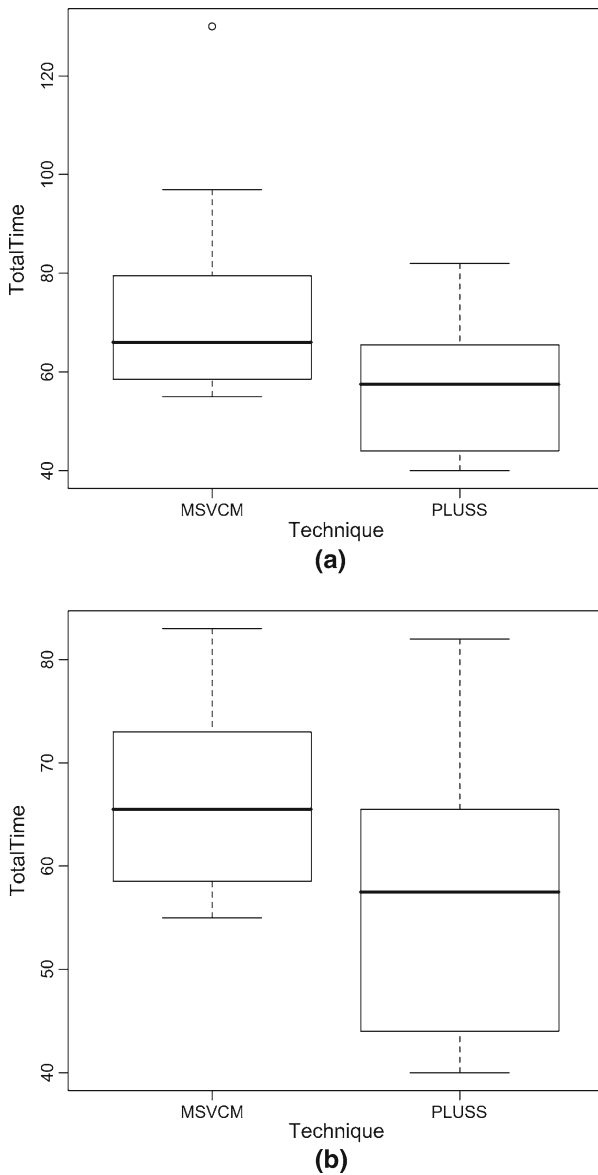 120
100
80
60
40
TotalTime
MSVCM
PLUSS
Technique
(a)
80
70
60
50
40
TotalTime
MSVCM
PLUSS
Technique
(b)